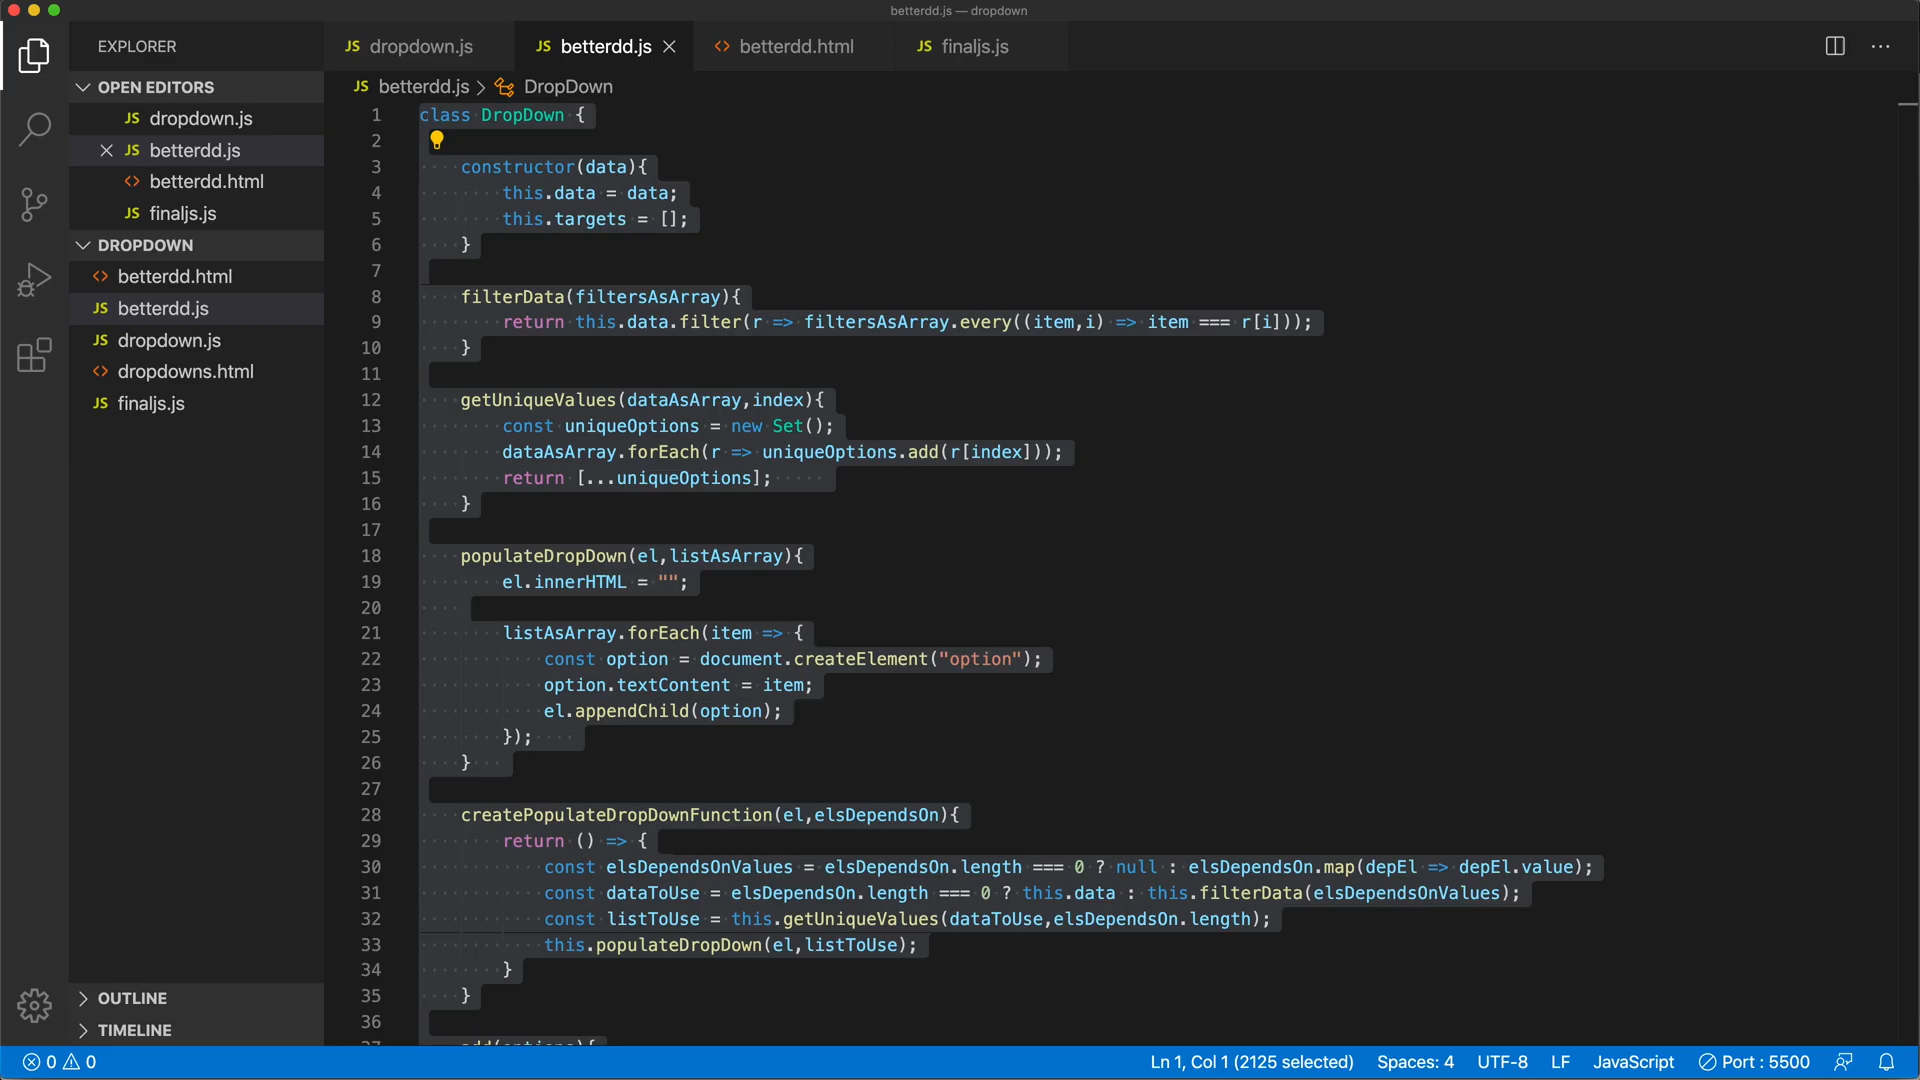 betterdd.js — dropdown
EXPLORER
OPEN EDITORS
JS dropdown.js
JS betterdd.js
<> betterdd.html
JS finaljs.js
DROPDOWN
<> betterdd.html
JS betterdd.js
JS dropdown.js
<> dropdowns.html
JS finaljs.js
OUTLINE
TIMELINE
JS dropdown.js JS betterdd.js <> betterdd.html JS finaljs.js
JS betterdd.js > DropDown
1 class DropDown {
2
3 constructor(data){
4 this.data = data;
5 this.targets = [];
6 }
7
8 filterData(filtersAsArray){
9 return this.data.filter(r => filtersAsArray.every((item,i) => item === r[i]));
10 }
11
12 getUniqueValues(dataAsArray,index){
13 const uniqueOptions = new Set();
14 dataAsArray.forEach(r => uniqueOptions.add(r[index]));
15 return [...uniqueOptions];
16 }
17
18 populateDropDown(el,listAsArray){
19 el.innerHTML = "";
20
21 listAsArray.forEach(item => {
22 const option = document.createElement("option");
23 option.textContent = item;
24 el.appendChild(option);
25 });
26 }
27
28 createPopulateDropDownFunction(el,elsDependsOn){
29 return () => {
30 const elsDependsOnValues = elsDependsOn.length === 0 ? null : elsDependsOn.map(depEl => depEl.value);
31 const dataToUse = elsDependsOn.length === 0 ? this.data : this.filterData(elsDependsOnValues);
32 const listToUse = this.getUniqueValues(dataToUse,elsDependsOn.length);
33 this.populateDropDown(el,listToUse);
34 }
35 }
36
37 add(options){
0 0 Ln 1, Col 1 (2125 selected) Spaces: 4 UTF-8 LF JavaScript Port : 5500